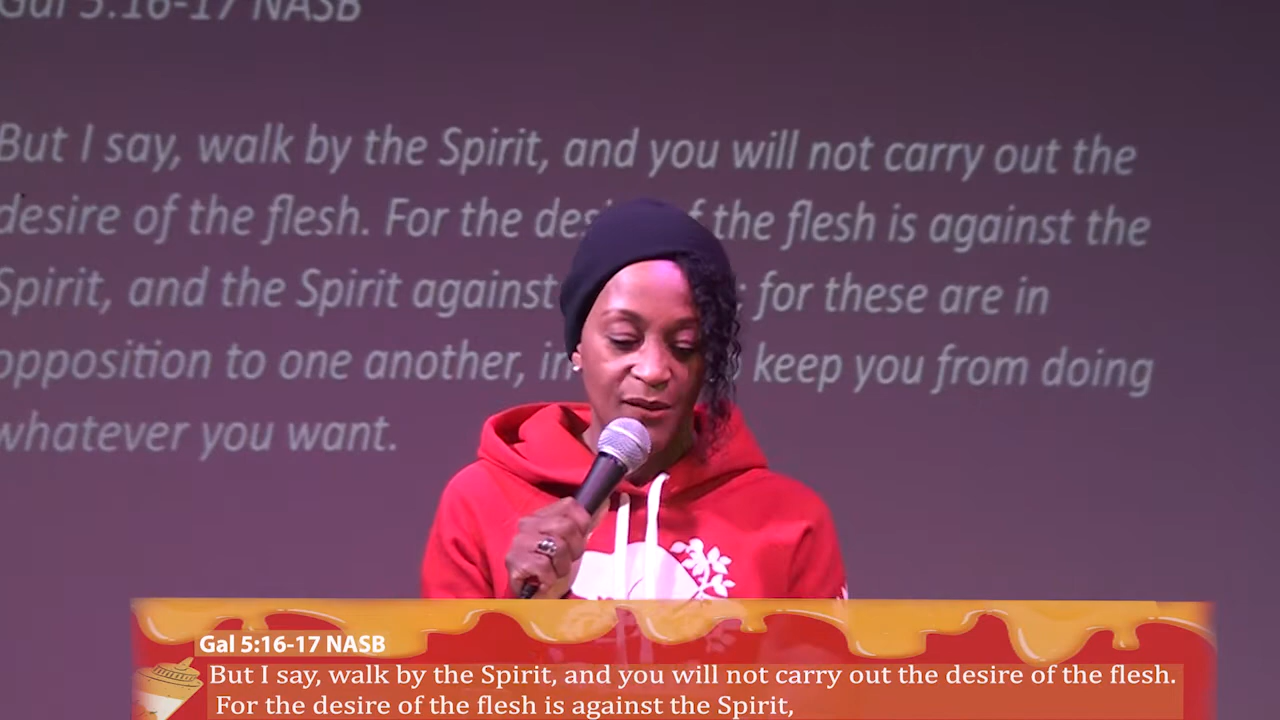 Gal 5:16-17 NASB
But I say, walk by the Spirit, and you will not carry out the
desire of the flesh. For the des f the flesh is against the
Spirit, and the Spirit against ; for these are in
opposition to one another, in keep you from doing
whatever you want.
Gal 5:16-17 NASB
But I say, walk by the Spirit, and you will not carry out the desire of the flesh.
For the desire of the flesh is against the Spirit,